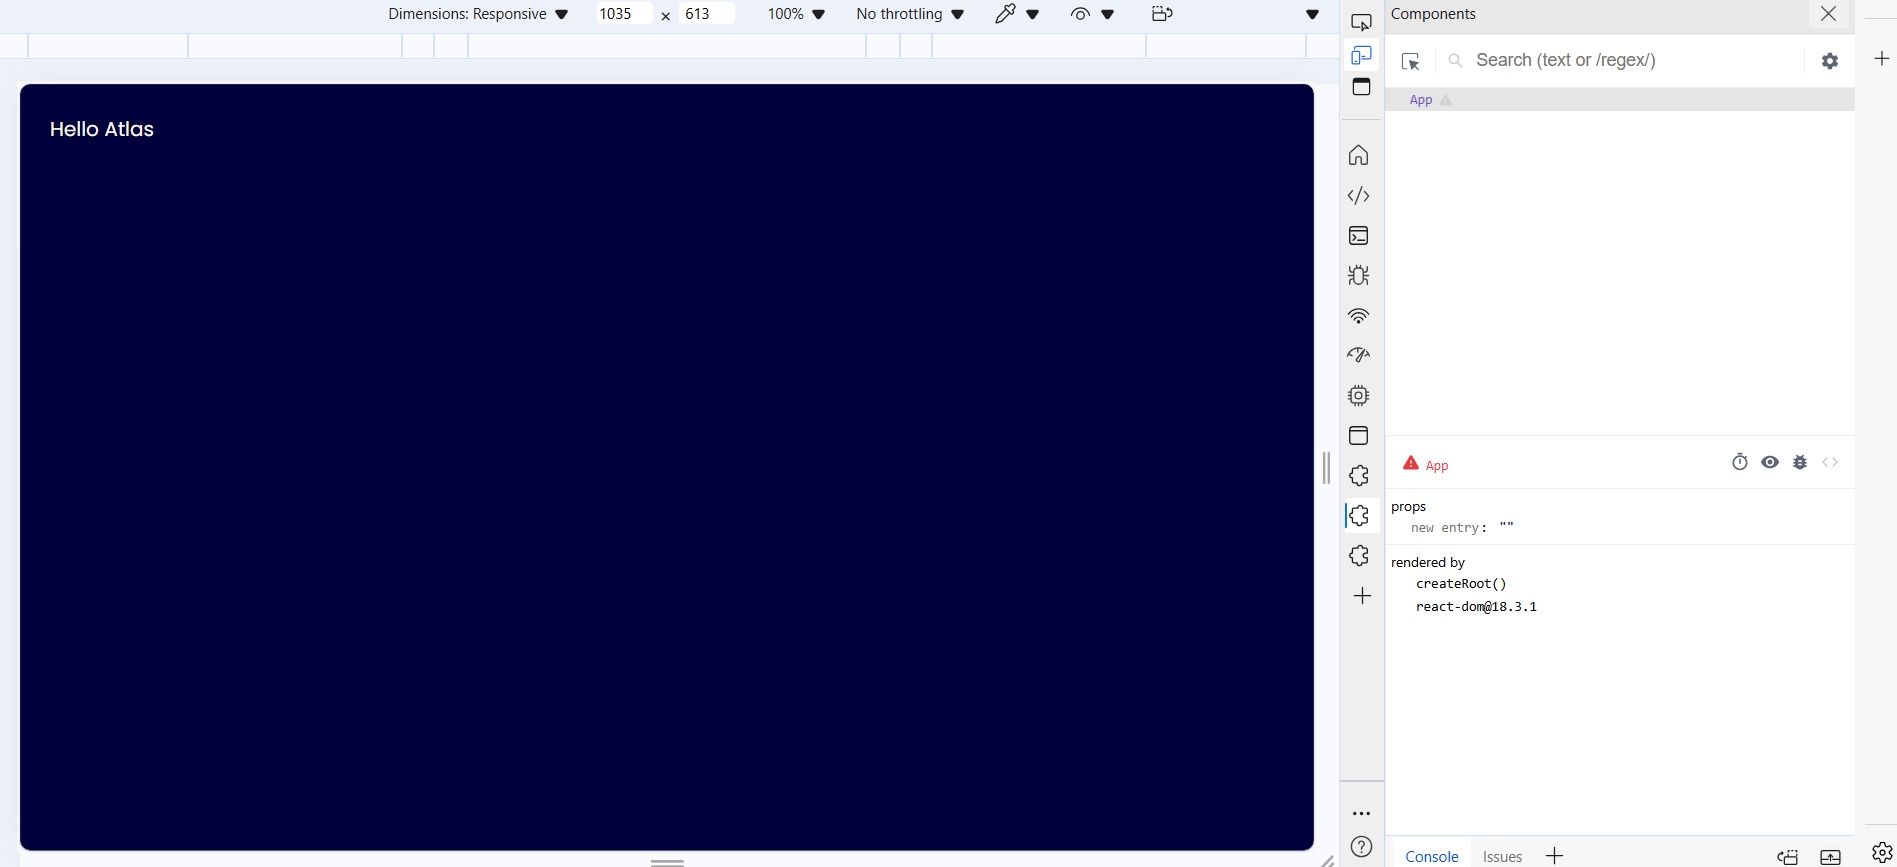 Dimensions: Responsive 1035 × 613 100% No throttling
Hello Atlas
Components
Search (text or /regex/)
App
App
props
new entry: ""
rendered by
createRoot()
react-dom@18.3.1
Console Issues